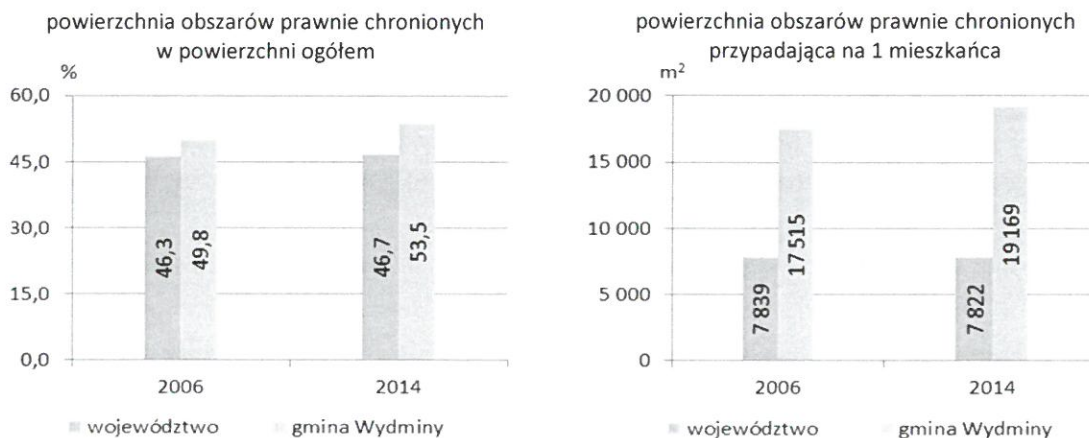 powierzchnia obszarów prawnie chronionych
w powierzchni ogółem
%
60,0
45,0
30,0
15,0
0,0
46,3
49,8
46,7
53,5
2006
2014
województwo
gmina Wydminy
powierzchnia obszarów prawnie chronionych
przypadająca na 1 mieszkańca
m²
20 000
15 000
10 000
5 000
0
7 839
17 515
7 822
19 169
2006
2014
województwo
gmina Wydminy